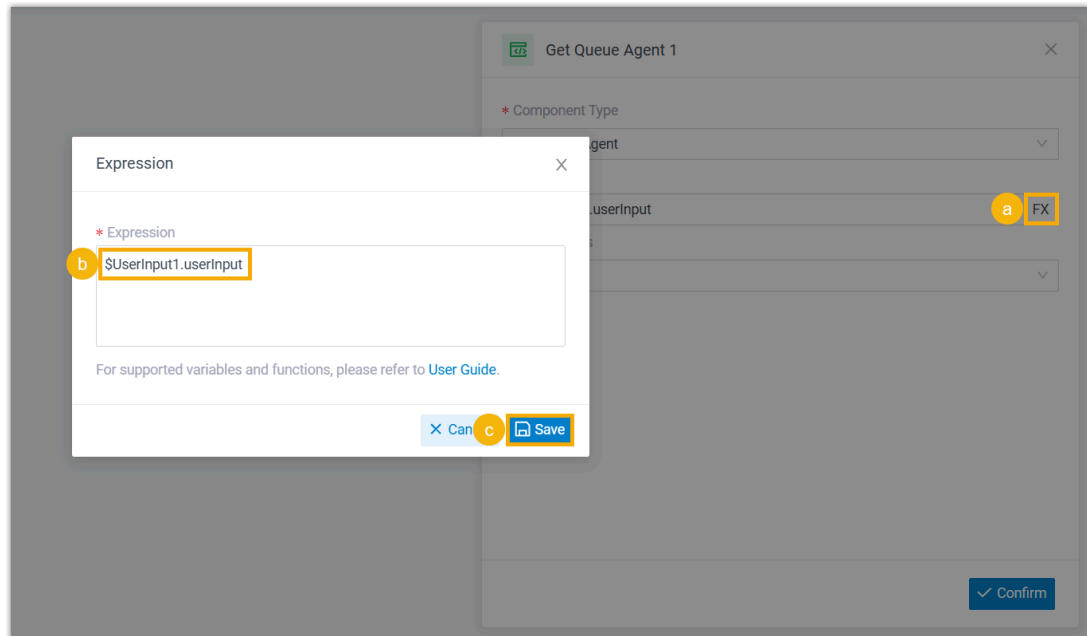 Get Queue Agent 1
* Component Type
gent
.userInput
a
FX
s
Expression
* Expression
b
$UserInput1.userInput
For supported variables and functions, please refer to User Guide.
Can
c
Save
Confirm